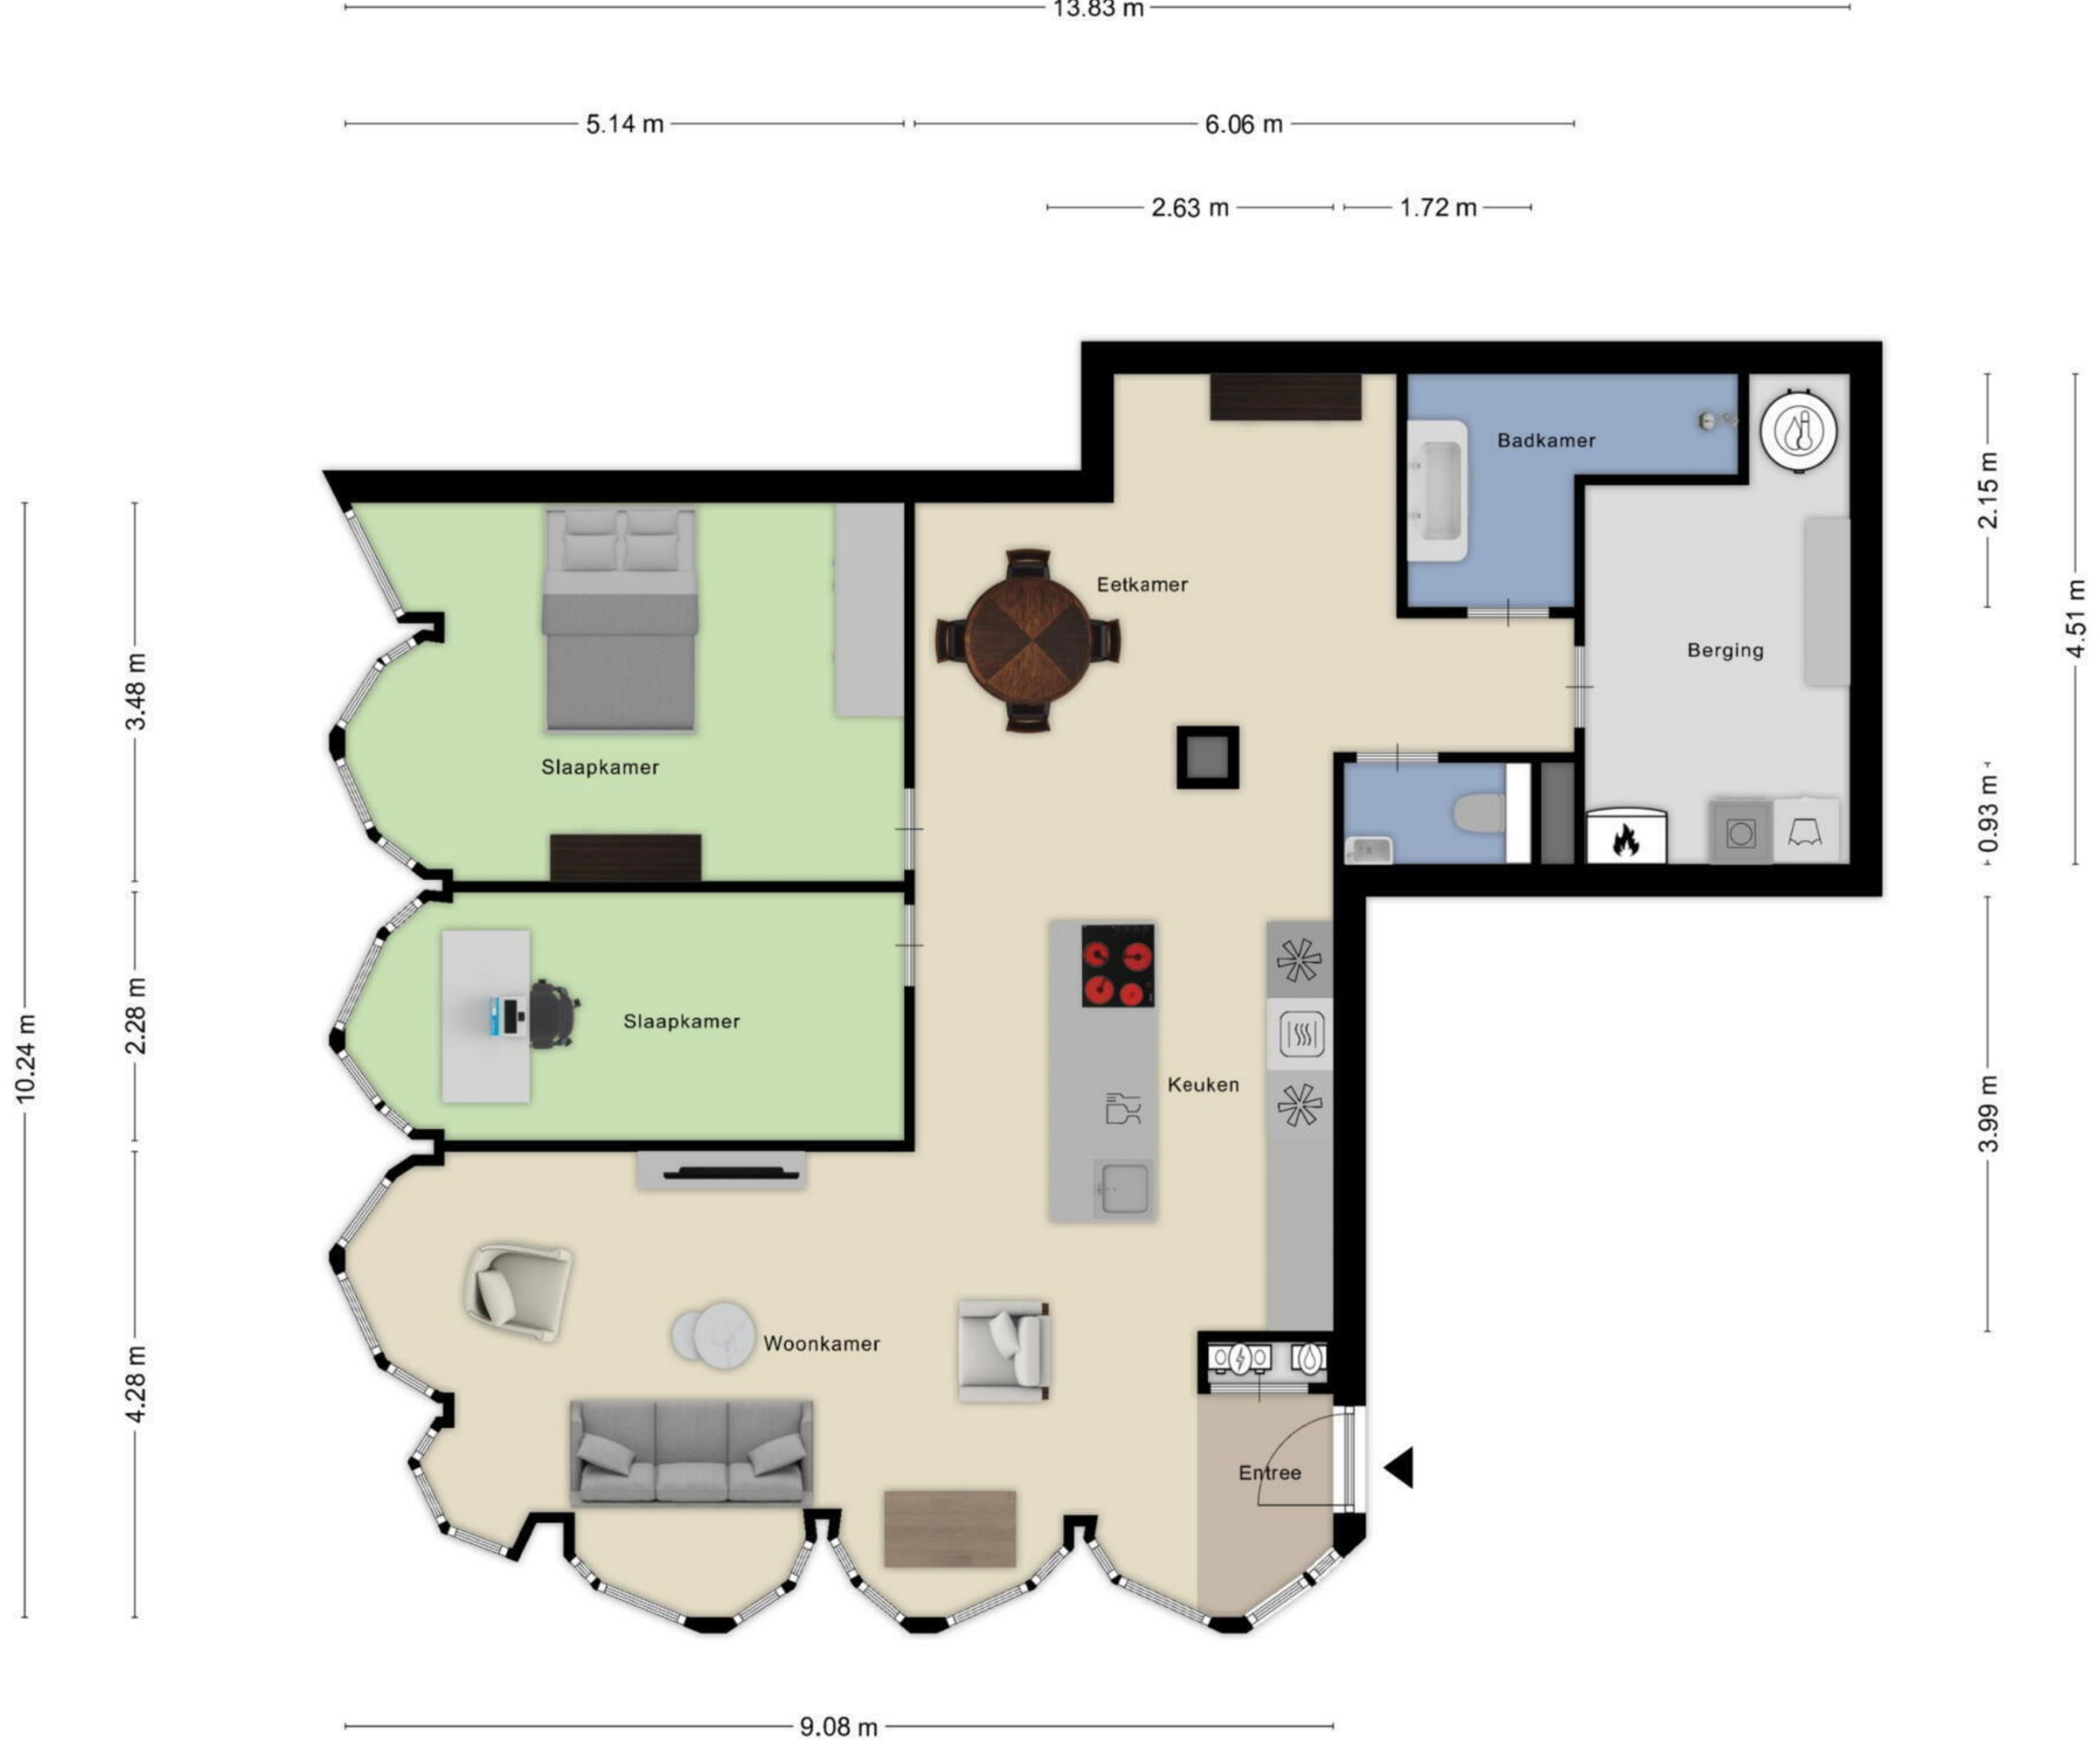 13.83 m
5.14 m
6.06 m
2.63 m
1.72 m
Badkamer
2.15 m
4.51 m
Eetkamer
Berging
3.48 m
Slaapkamer
0.93 m
10.24 m
2.28 m
Slaapkamer
Keuken
3.99 m
4.28 m
Woonkamer
Entree
9.08 m